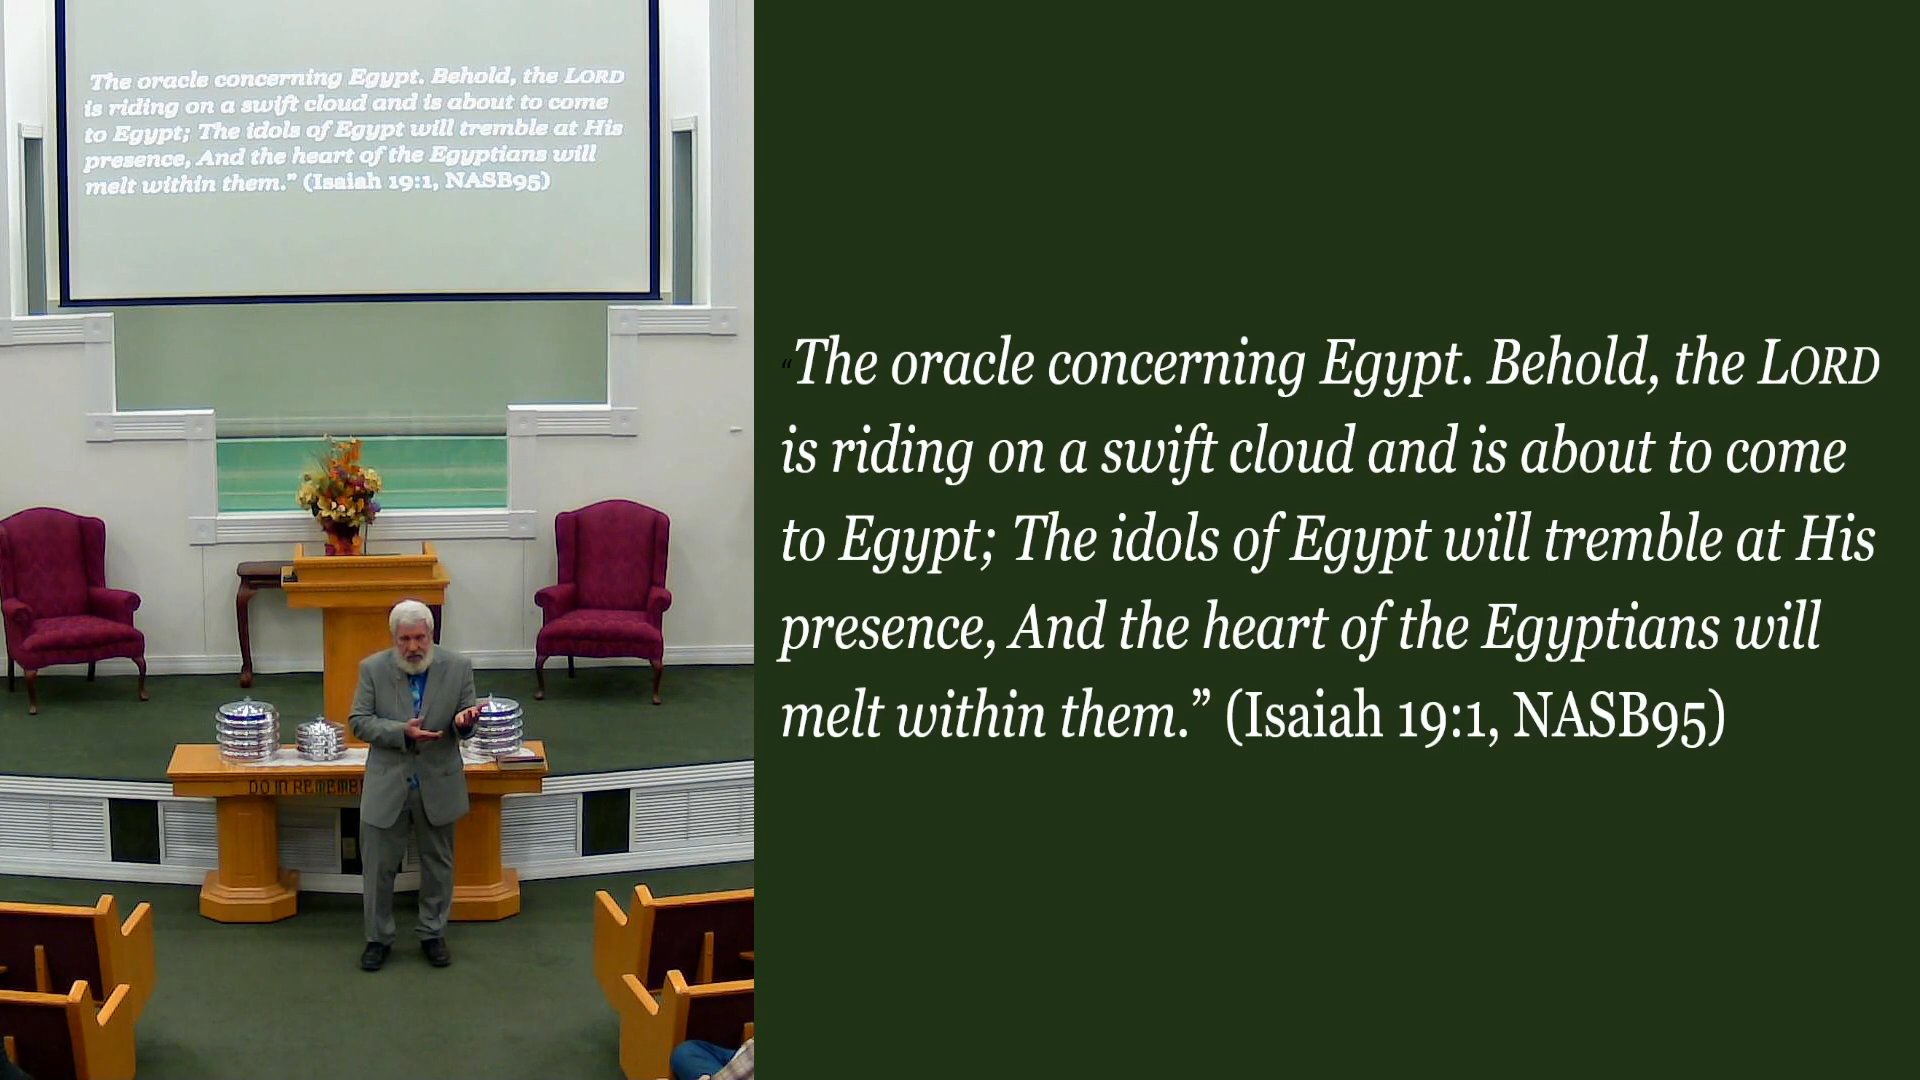 The oracle concerning Egypt. Behold, the LORD
is riding on a swift cloud and is about to come
to Egypt; The idols of Egypt will tremble at His
presence, And the heart of the Egyptians will
melt within them.” (Isaiah 19:1, NASB95)
DO IN REMEMB
“The oracle concerning Egypt. Behold, the LORD
is riding on a swift cloud and is about to come
to Egypt; The idols of Egypt will tremble at His
presence, And the heart of the Egyptians will
melt within them.” (Isaiah 19:1, NASB95)